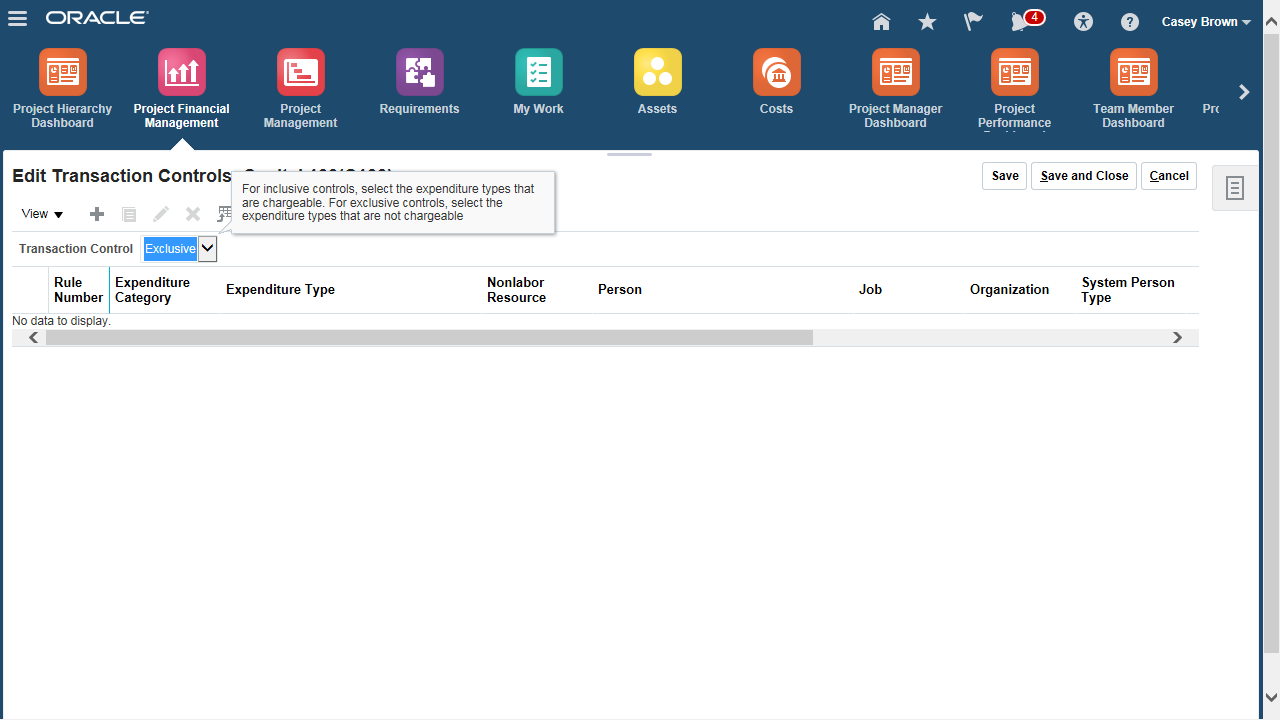 ORACLE
4
Casey Brown
Project Hierarchy
Dashboard
Project Financial
Management
Project
Management
Requirements
My Work
Assets
Costs
Project Manager
Dashboard
Project
Performance
Team Member
Dashboard
Edit Transaction Controls
Save
Save and Close
Cancel
For inclusive controls, select the expenditure types that
are chargeable. For exclusive controls, select the
expenditure types that are not chargeable
View
Transaction Control
Exclusive
Rule
Number
Expenditure
Category
Expenditure Type
Nonlabor
Resource
Person
Job
Organization
System Person
Type
No data to display.